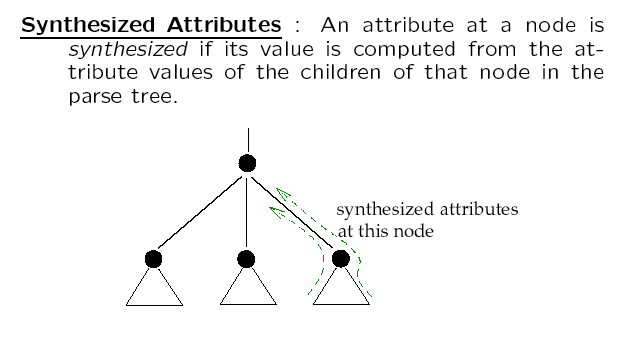 Synthesized Attributes : An attribute at a node is
synthesized if its value is computed from the at-
tribute values of the children of that node in the
parse tree.
synthesized attributes
at this node